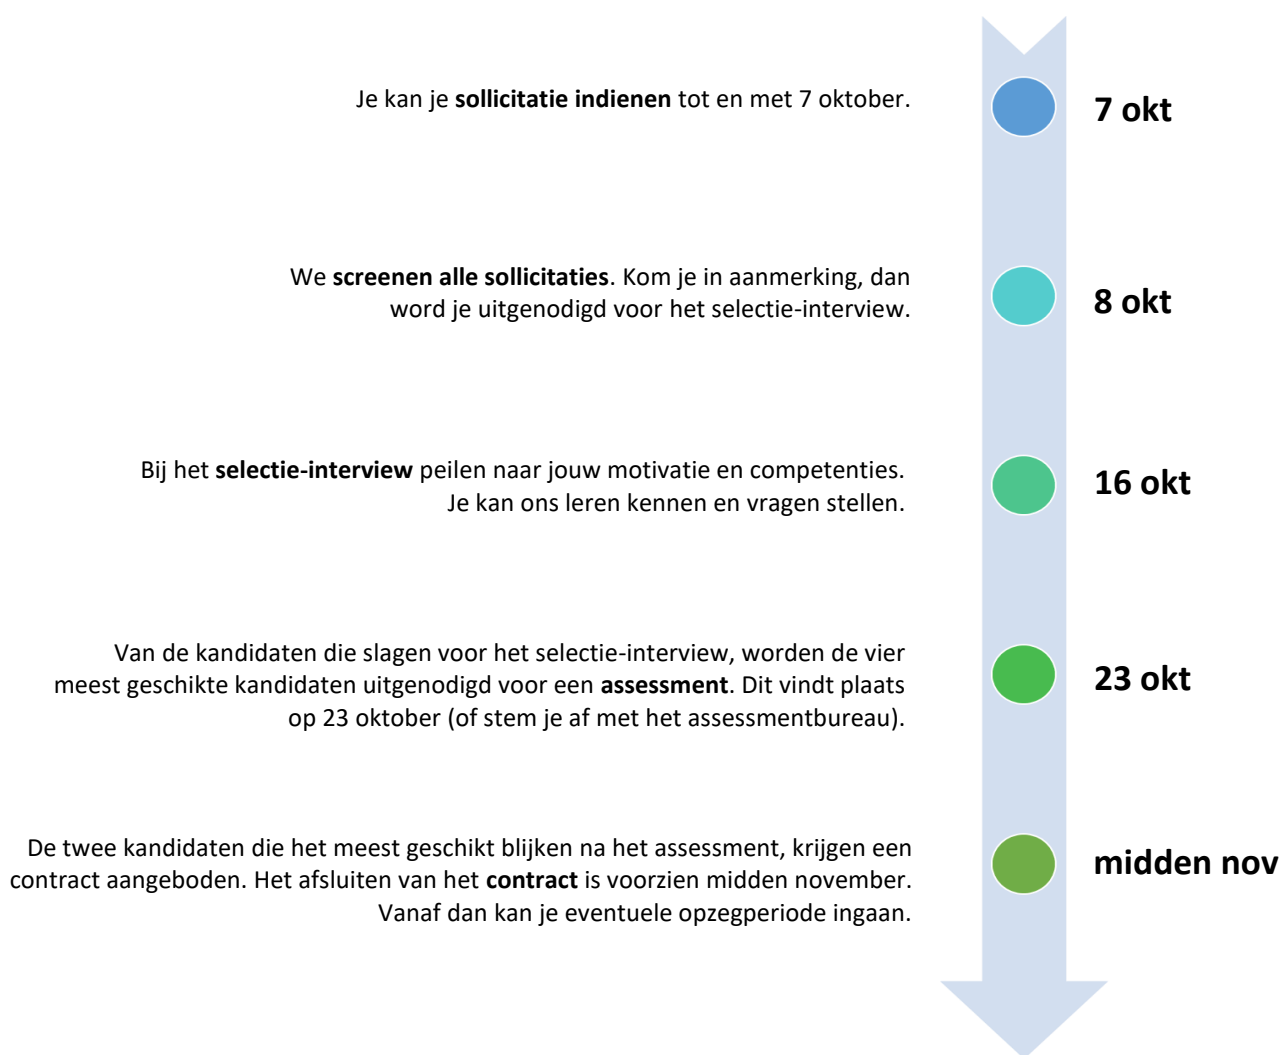 Je kan je sollicitatie indienen tot en met 7 oktober.
7 okt
We screenen alle sollicitaties. Kom je in aanmerking, dan
word je uitgenodigd voor het selectie-interview.
8 okt
Bij het selectie-interview peilen naar jouw motivatie en competenties.
Je kan ons leren kennen en vragen stellen.
16 okt
Van de kandidaten die slagen voor het selectie-interview, worden de vier
meest geschikte kandidaten uitgenodigd voor een assessment. Dit vindt plaats
op 23 oktober (of stem je af met het assessmentbureau).
23 okt
De twee kandidaten die het meest geschikt blijken na het assessment, krijgen een
contract aangeboden. Het afsluiten van het contract is voorzien midden november.
Vanaf dan kan je eventuele opzegperiode ingaan.
midden nov